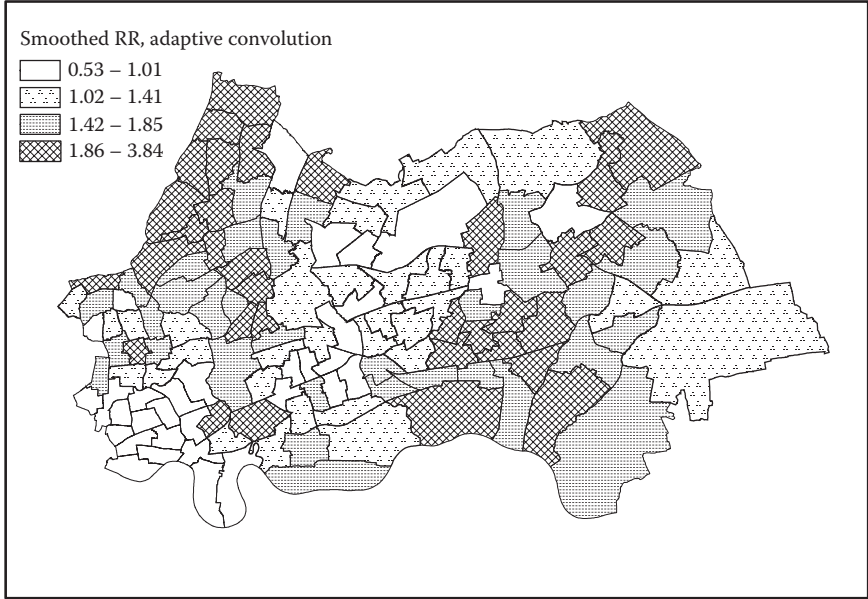 Smoothed RR, adaptive convolution
0.53 – 1.01
1.02 – 1.41
1.42 – 1.85
1.86 – 3.84